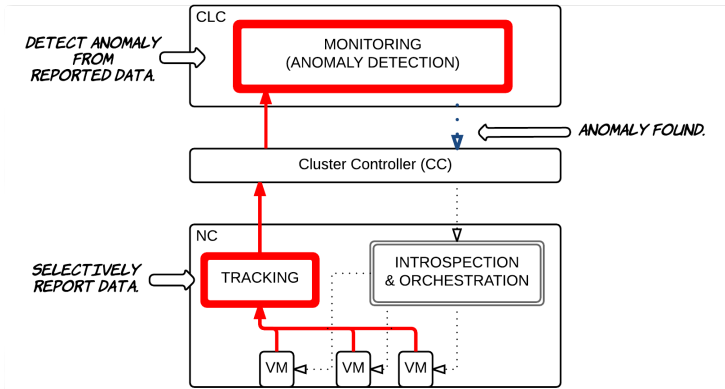 CLC
DETECT ANOMALY
FROM
REPORTED DATA.
MONITORING
(ANOMALY DETECTION)
ANOMALY FOUND.
Cluster Controller (CC)
NC
SELECTIVELY
REPORT DATA.
TRACKING
INTROSPECTION
& ORCHESTRATION
VM
VM
VM